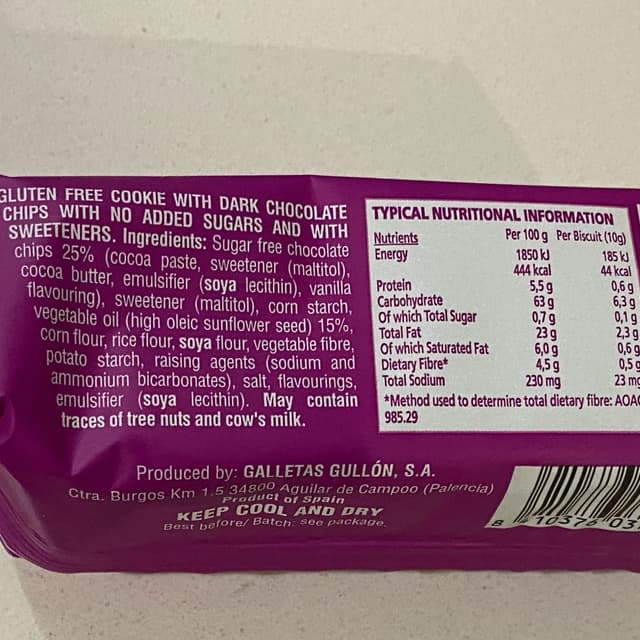 GLUTEN FREE COOKIE WITH DARK CHOCOLATE
CHIPS WITH NO ADDED SUGARS AND WITH
SWEETENERS. Ingredients: Sugar free chocolate
chips 25% (cocoa paste, sweetener (maltitol),
cocoa butter, emulsifier (soya lecithin), vanilla
flavouring), sweetener (maltitol), corn starch,
vegetable oil (high oleic sunflower seed) 15%,
corn flour, rice flour, soya flour, vegetable fibre,
potato starch, raising agents (sodium and
ammonium bicarbonates), salt, flavourings,
emulsifier (soya lecithin). May contain
traces of tree nuts and cow's milk.
TYPICAL NUTRITIONAL INFORMATION
Nutrients Per 100 g Per Biscuit (10g)
Energy 1850 kJ 185 kJ
444 kcal 44 kcal
Protein 5,5 g 0,6 g
Carbohydrate 63 g 6,3 g
Of which Total Sugar 0,7 g 0,1 g
Total Fat 23 g 2,3 g
Of which Saturated Fat 6,0 g 0,6 g
Dietary Fibre* 4,5 g 0,5 g
Total Sodium 230 mg 23 mg
*Method used to determine total dietary fibre: AOAC
985.29
Produced by: GALLETAS GULLÓN, S.A.
Ctra. Burgos Km 1,5 34800 Aguilar de Campoo (Palencia)
Product of Spain
KEEP COOL AND DRY
Best before/ Batch: see package.
8 410376 03